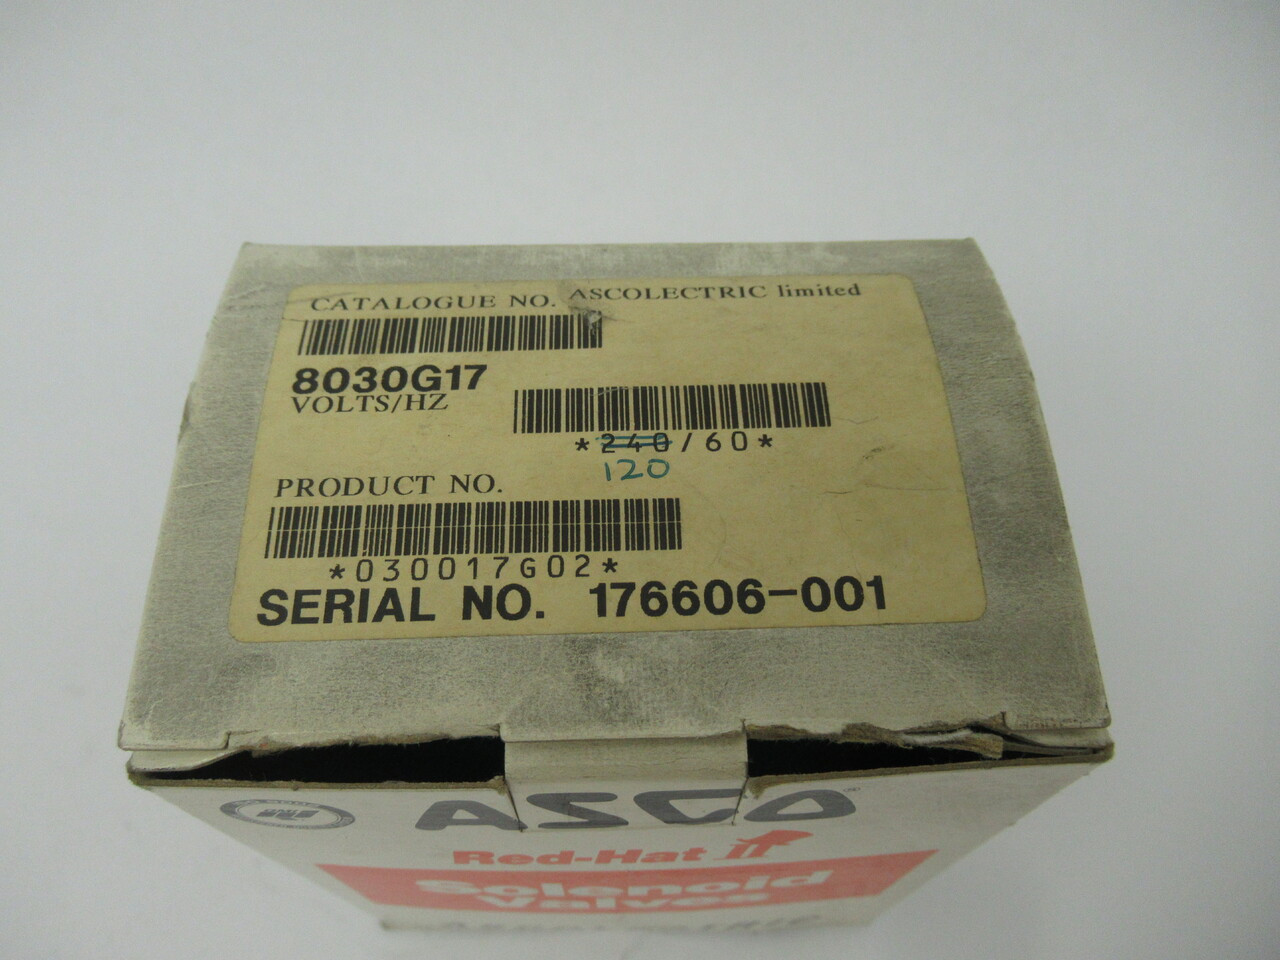 CATALOGUE NO. ASCOLECTRIC limited
8030G17
VOLTS/HZ
*240/60*
120
PRODUCT NO.
*030017G02*
SERIAL NO. 176606-001
ASCO®
Red-Hat II
Solenoid
Valves